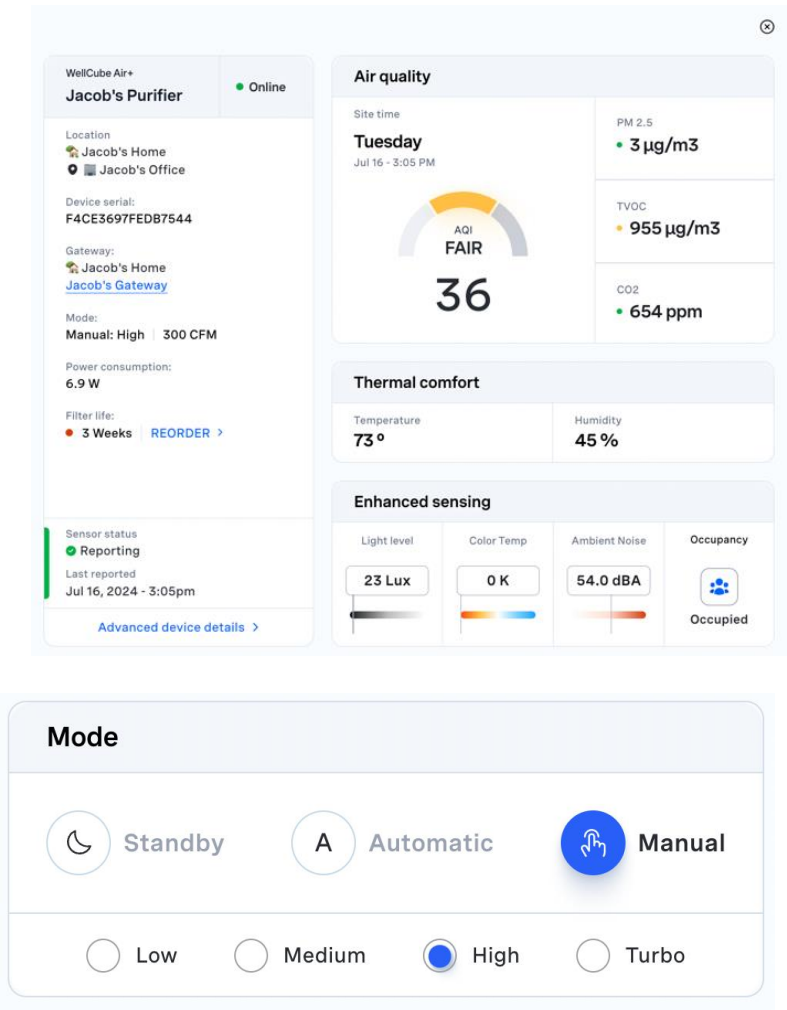 WellCube Air+
Jacob's Purifier
Online
Location
Jacob's Home
Jacob's Office
Device serial:
F4CE3697FEDB7544
Gateway:
Jacob's Home
Jacob's Gateway
Mode:
Manual: High 300 CFM
Power consumption:
6.9 W
Filter life:
3 Weeks REORDER >
Sensor status
Reporting
Last reported
Jul 16, 2024 - 3:05pm
Advanced device details >
Air quality
Site time
Tuesday
Jul 16 - 3:05 PM
AQI
FAIR
36
PM 2.5
3 µg/m3
TVOC
955 µg/m3
CO2
654 ppm
Thermal comfort
Temperature
73 º
Humidity
45 %
Enhanced sensing
Light level
23 Lux
Color Temp
0 K
Ambient Noise
54.0 dBA
Occupancy
Occupied
Mode
Standby
A Automatic
Manual
Low Medium High Turbo